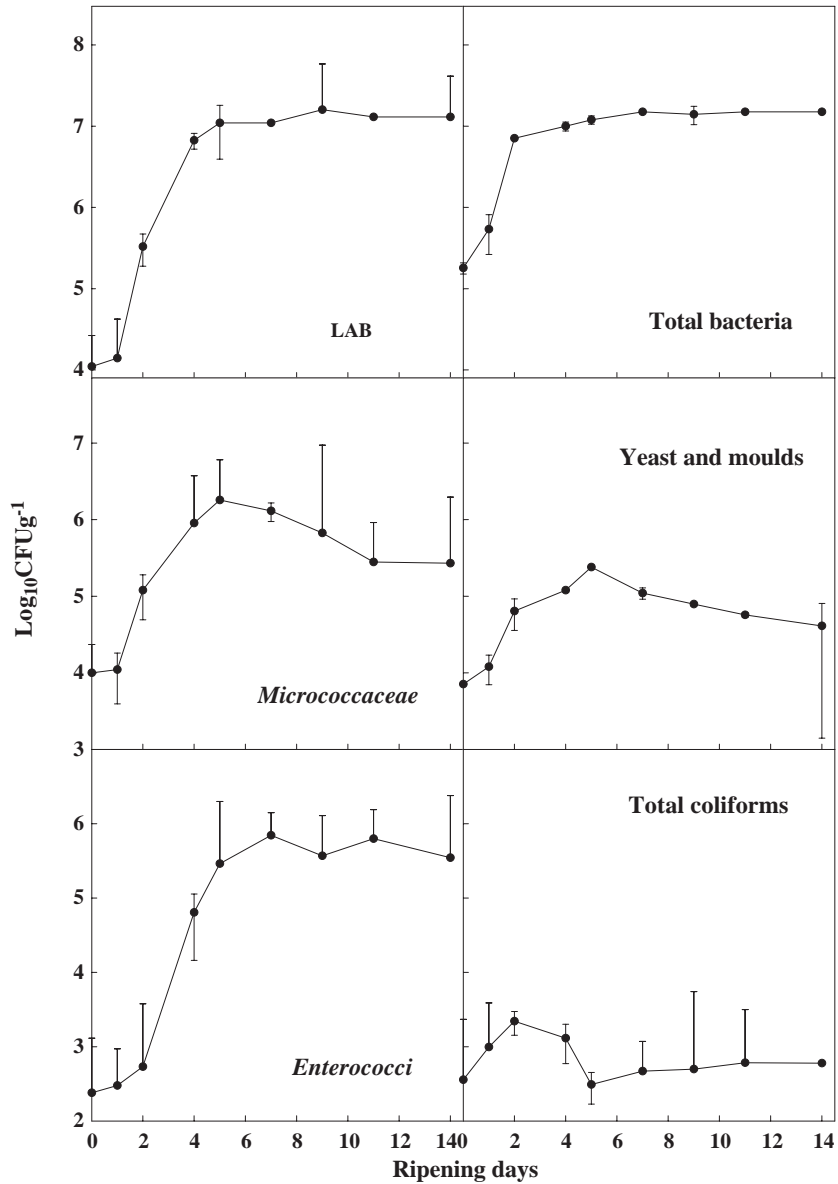 8
7
6
5
4
LAB
Total bacteria
7
6
5
4
3
Micrococcaceae
Yeast and moulds
Log10CFUg-1
6
5
4
3
2
Enterococci
Total coliforms
0 2 4 6 8 10 12 14 0 2 4 6 8 10 12 14
Ripening days